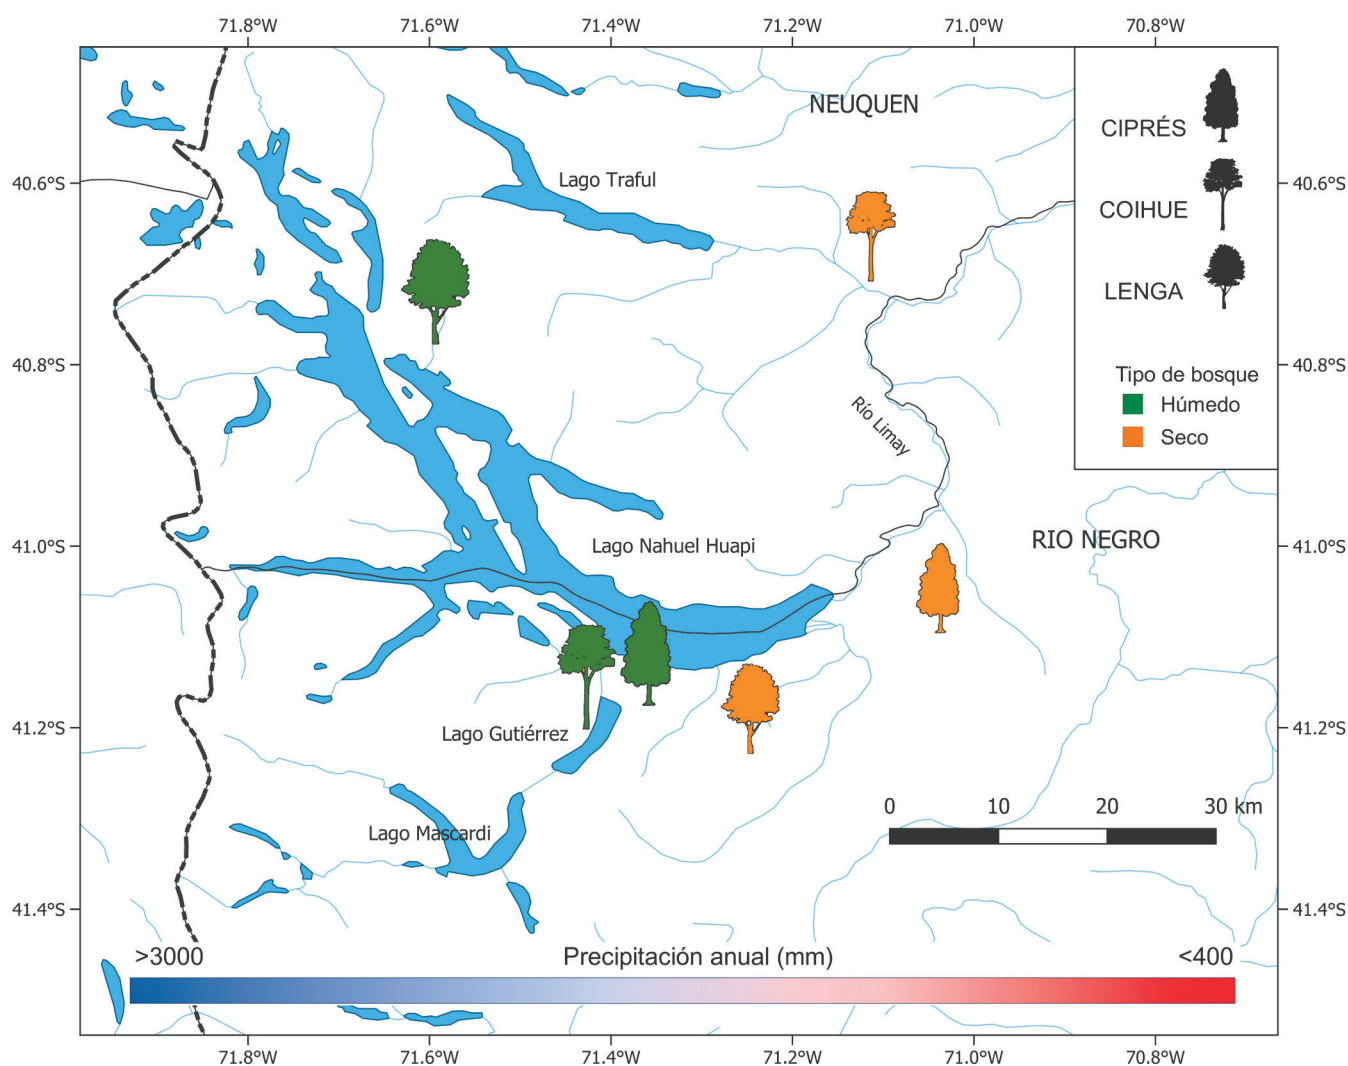 71.8°W 71.6°W 71.4°W 71.2°W 71.0°W 70.8°W
NEUQUEN
CIPRÉS
COIHUE
LENGA
Tipo de bosque
Húmedo
Seco
40.6°S 40.6°S
Lago Traful
40.8°S 40.8°S
Río Limay
41.0°S 41.0°S
Lago Nahuel Huapi
RIO NEGRO
41.2°S 41.2°S
Lago Gutiérrez
0 10 20 30 km
Lago Mascardi
41.4°S 41.4°S
>3000 Precipitación anual (mm) <400
71.8°W 71.6°W 71.4°W 71.2°W 71.0°W 70.8°W